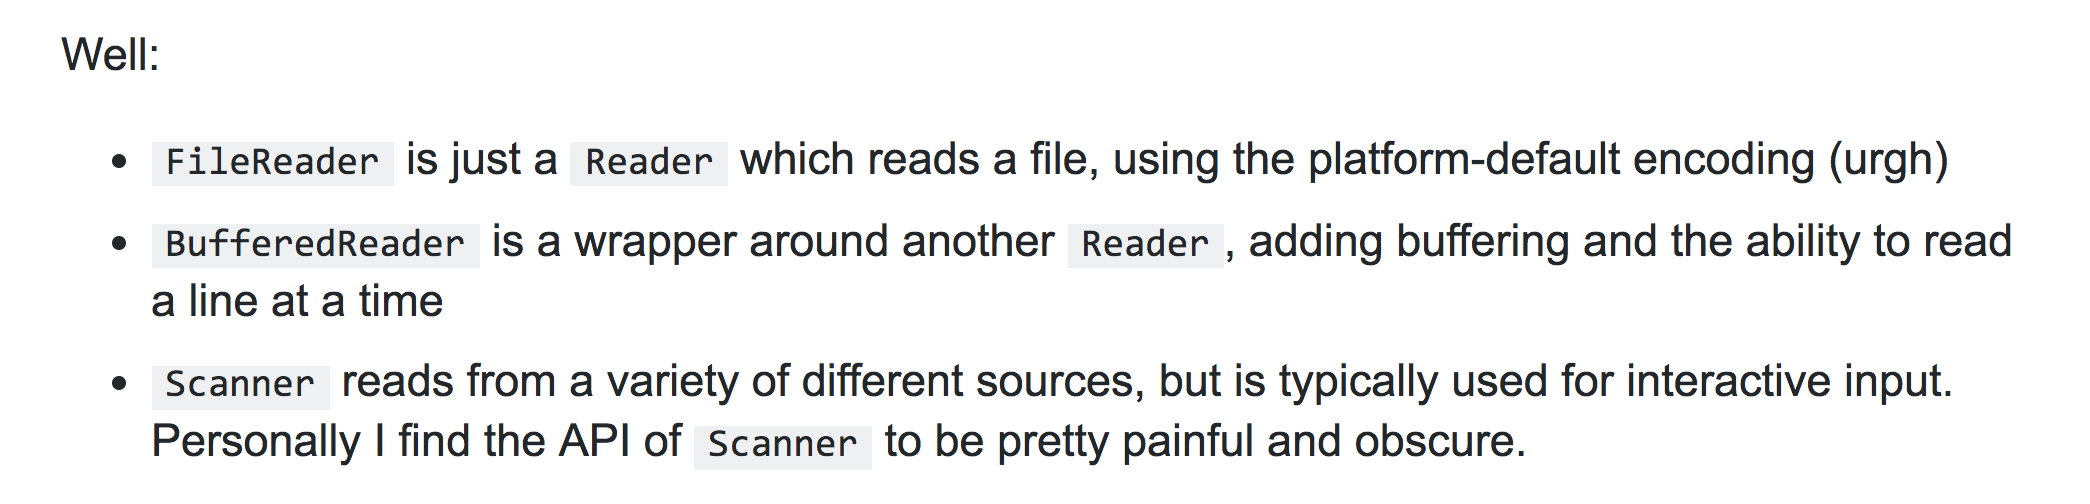 Well:
FileReader is just a Reader which reads a file, using the platform-default encoding (urgh)
BufferedReader is a wrapper around another Reader, adding buffering and the ability to read
a line at a time
Scanner reads from a variety of different sources, but is typically used for interactive input.
Personally I find the API of Scanner to be pretty painful and obscure.